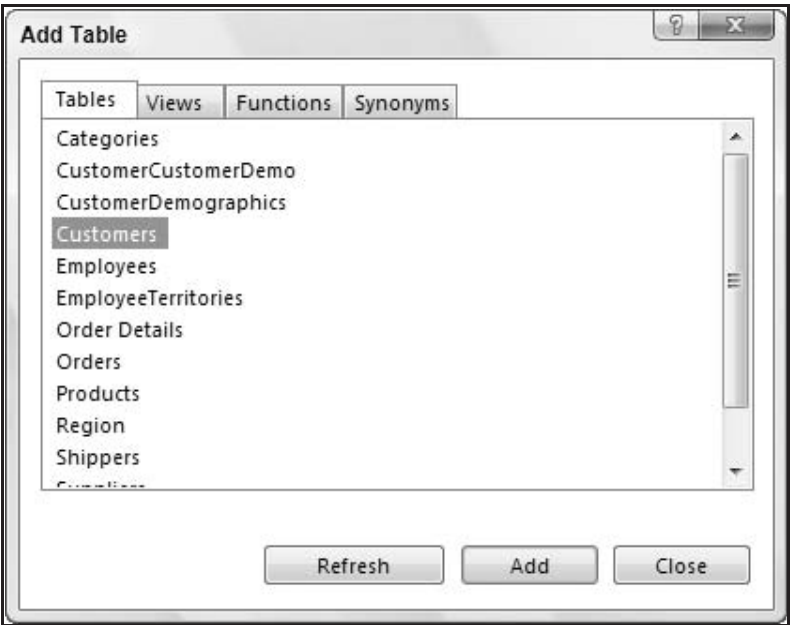 Add Table
Tables Views Functions Synonyms
Categories
CustomerCustomerDemo
CustomerDemographics
Customers
Employees
EmployeeTerritories
Order Details
Orders
Products
Region
Shippers
Suppliers
Refresh Add Close